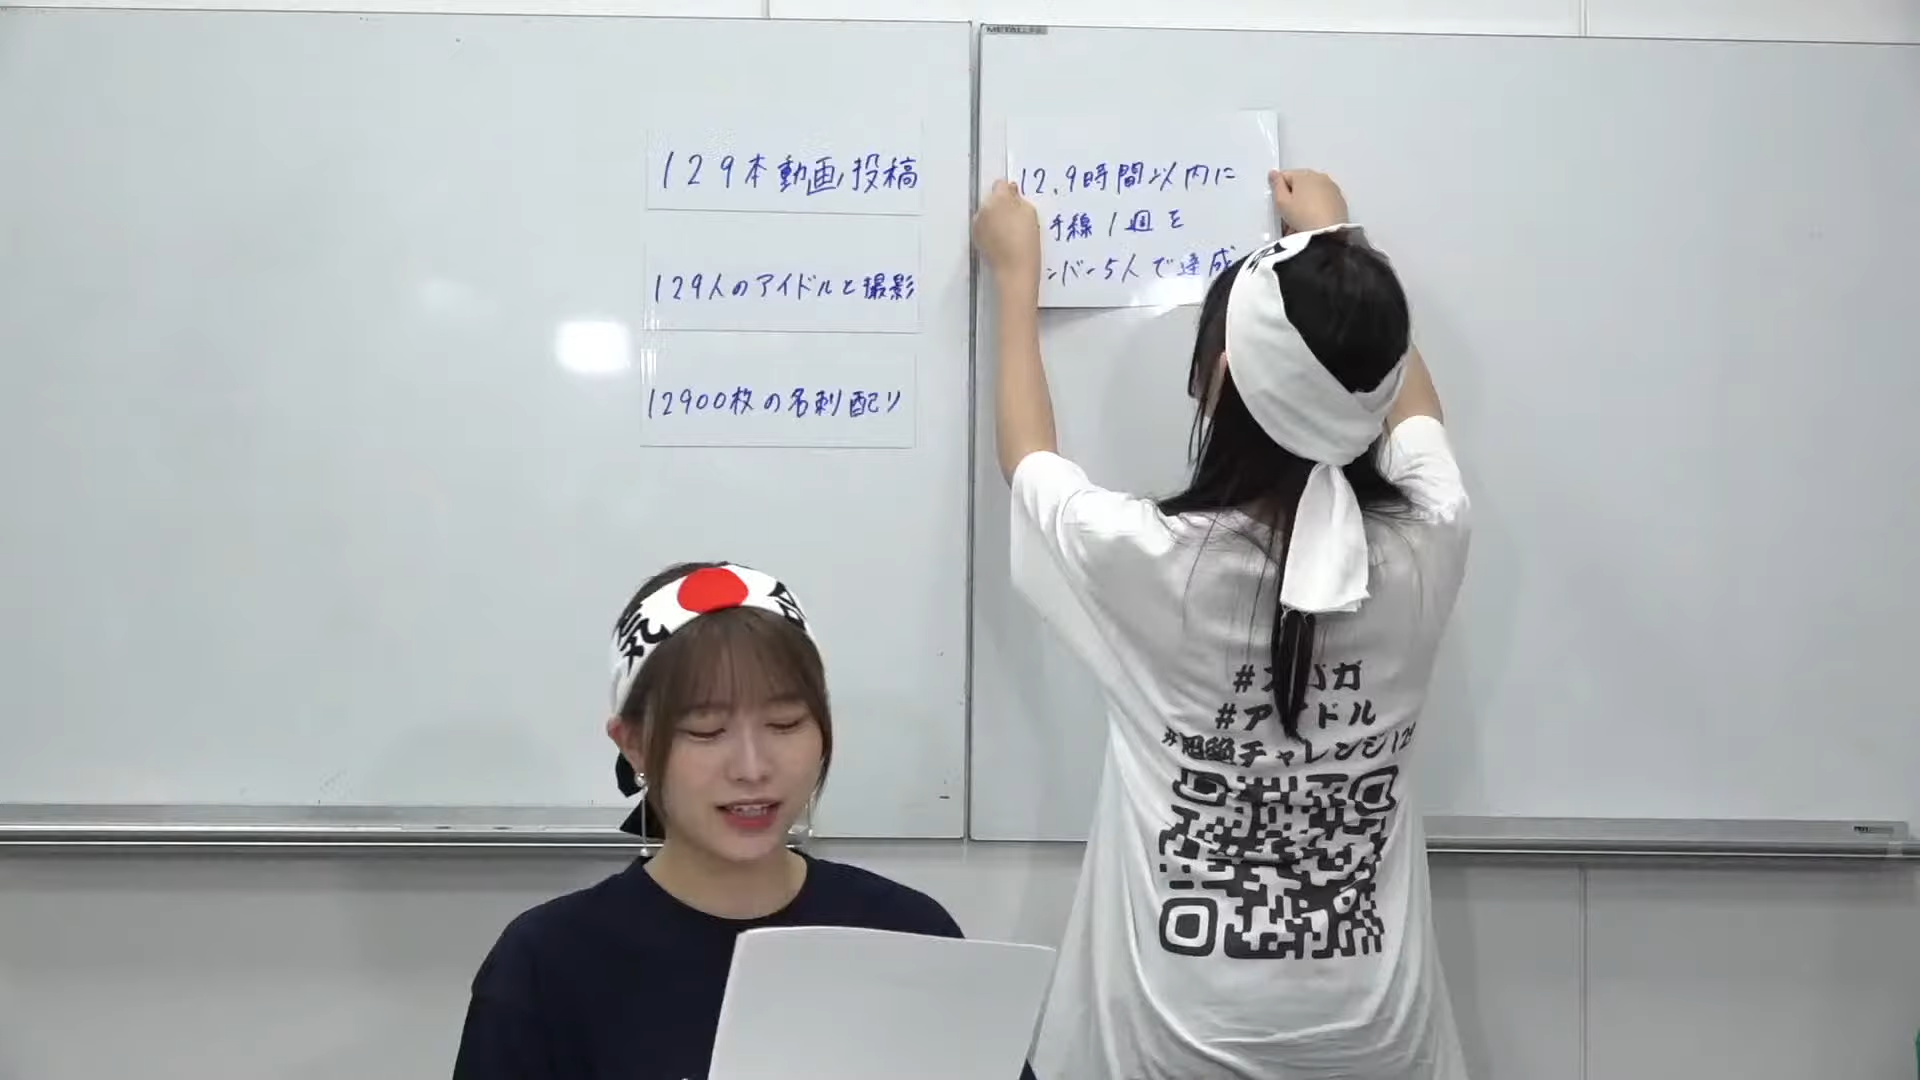 129本動画投稿
129人のアイドルと撮影
12900枚の名刺配り
12.9時間以内に
手線1週を
ンバー5人で達成
気
#アイドル